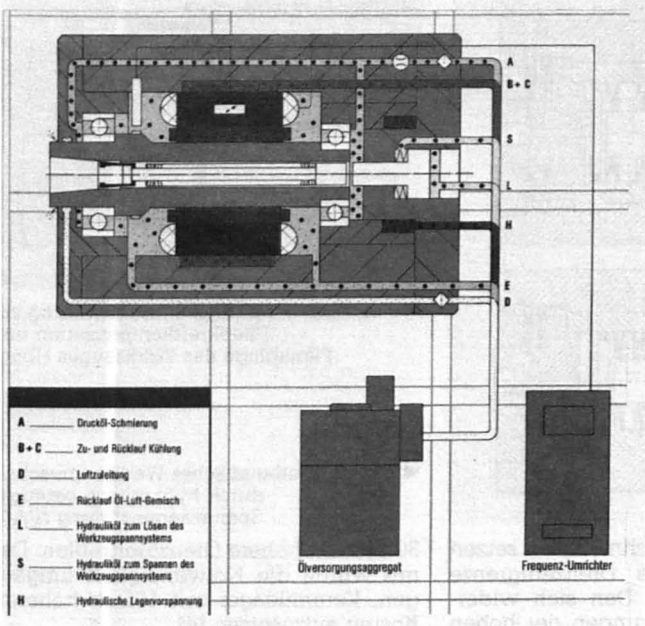 A
B + C
S
L
H
E
D
A Drucköl-Schmierung
B + C Zu- und Rücklauf Kühlung
D Luftzuleitung
E Rücklauf Öl-Luft-Gemisch
L Hydrauliköl zum Lösen des
Werkzeugspannsystems
S Hydrauliköl zum Spannen des
Werkzeugspannsystems
H Hydraulische Lagervorspannung
Ölversorgungsaggregat
Frequenz-Umrichter